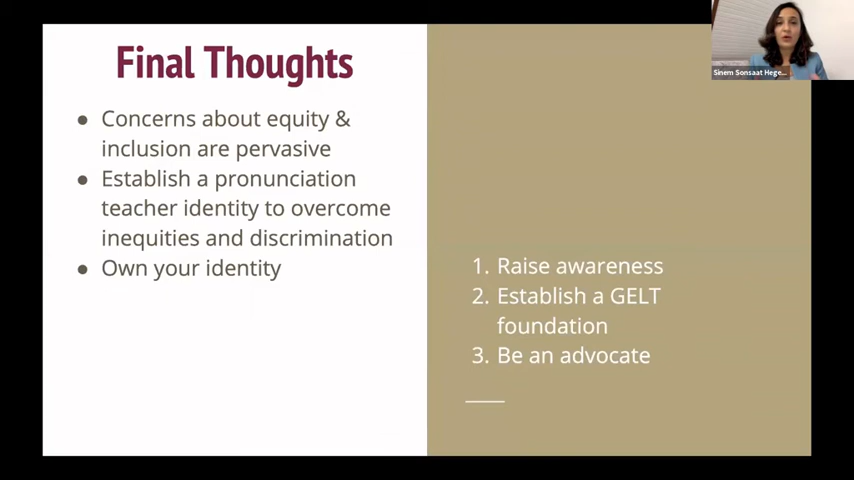 Final Thoughts
● Concerns about equity &
inclusion are pervasive
● Establish a pronunciation
teacher identity to overcome
inequities and discrimination
● Own your identity
1. Raise awareness
2. Establish a GELT
foundation
3. Be an advocate
Sinem Sonsaat Hege...